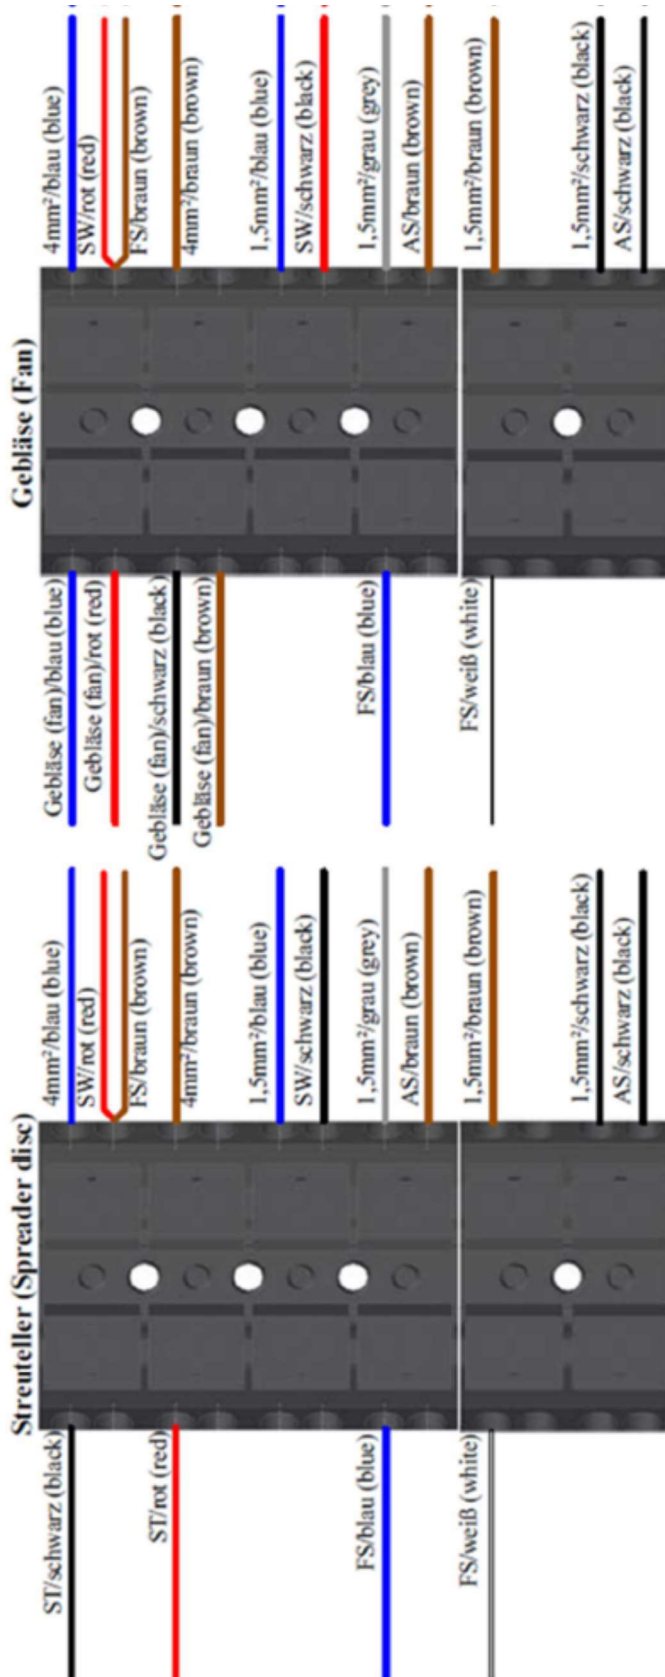 Gebläse (Fan)
4mm²/blau (blue)
SW/rot (red)
FS/braun (brown)
4mm²/braun (brown)
1,5mm²/blau (blue)
SW/schwarz (black)
1,5mm²/grau (grey)
AS/braun (brown)
1,5mm²/braun (brown)
1,5mm²/schwarz (black)
AS/schwarz (black)
Gebläse (fan)/blau (blue)
Gebläse (fan)/rot (red)
Gebläse (fan)/schwarz (black)
Gebläse (fan)/braun (brown)
FS/blau (blue)
FS/weiß (white)
Streuteller (Spreader disc)
4mm²/blau (blue)
SW/rot (red)
FS/braun (brown)
4mm²/braun (brown)
1,5mm²/blau (blue)
SW/schwarz (black)
1,5mm²/grau (grey)
AS/braun (brown)
1,5mm²/braun (brown)
1,5mm²/schwarz (black)
AS/schwarz (black)
ST/schwarz (black)
ST/rot (red)
FS/blau (blue)
FS/weiß (white)